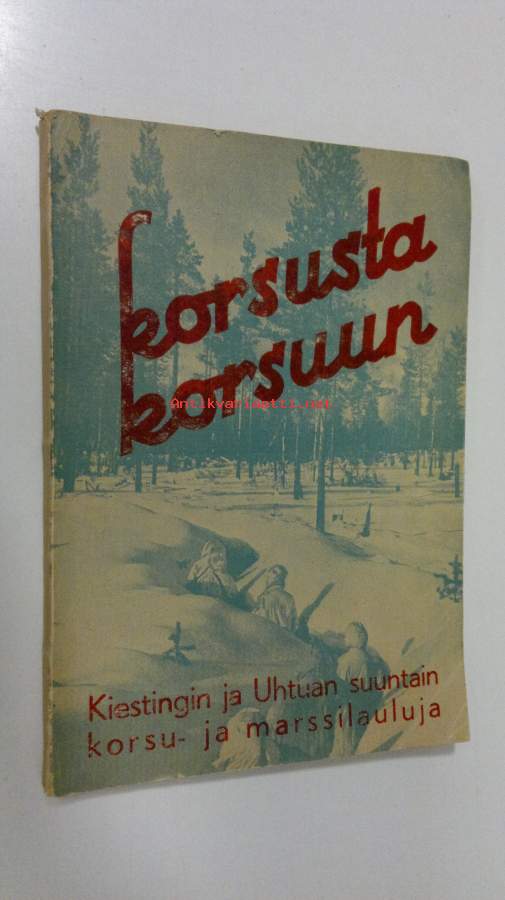 korsusta
korsuun
Antikvariaatti.net
Kiestingin ja Uhtuan suuntain
korsu- ja marssilauluja